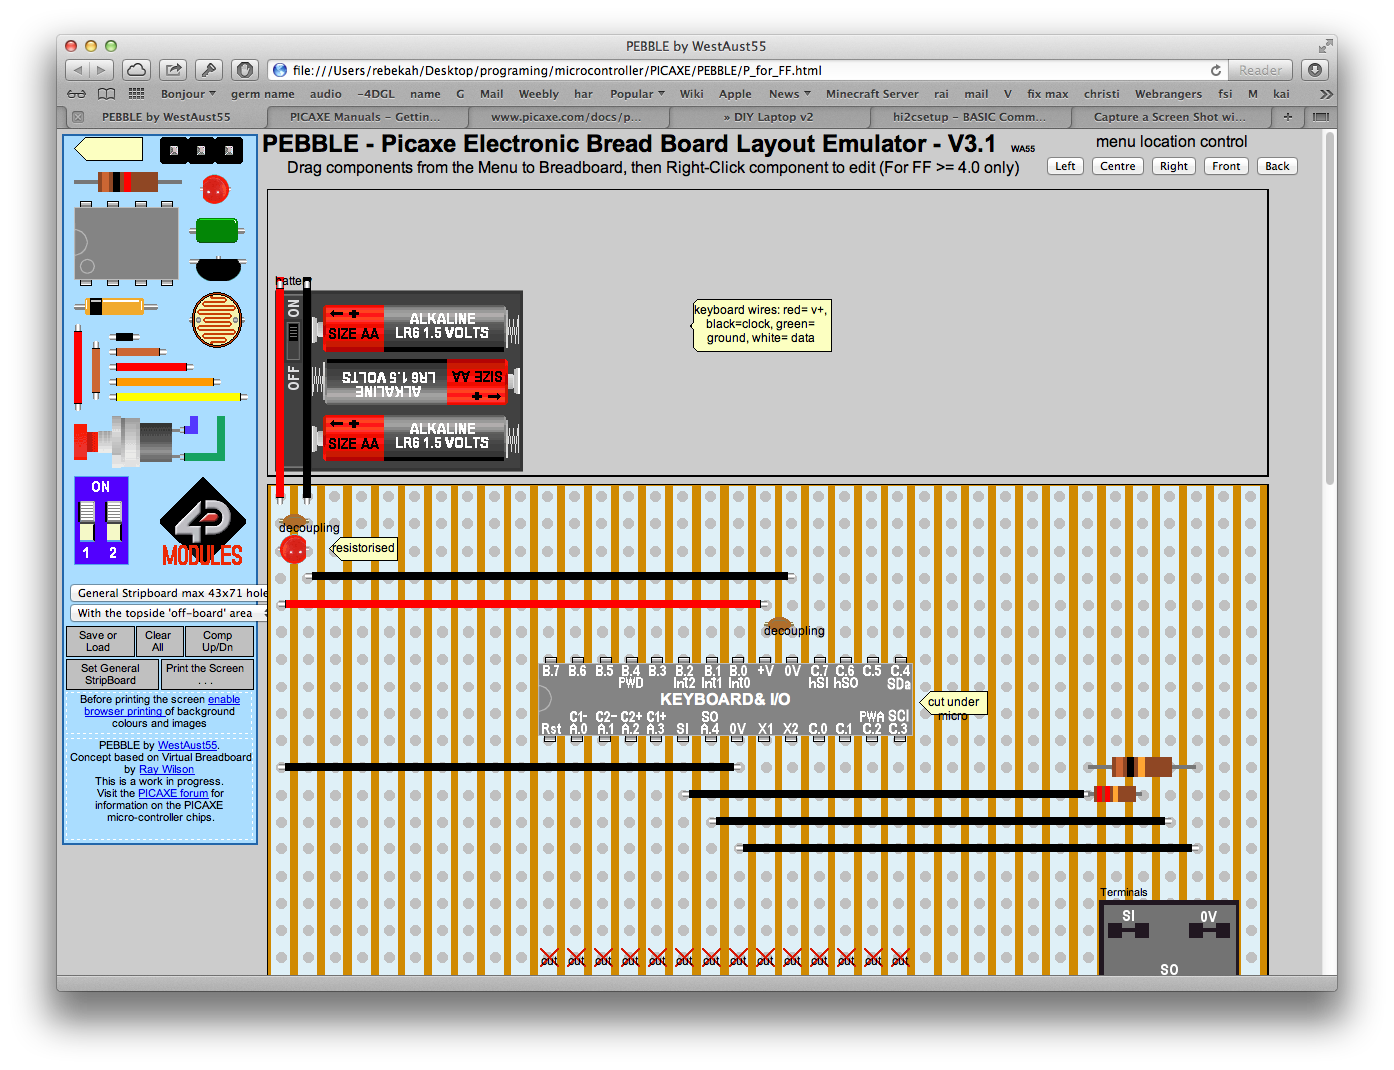 PEBBLE by WestAust55
file:///Users/rebekah/Desktop/programing/microcontroller/PICAXE/PEBBLE/P_for_FF.html
Reader
Bonjour germ name audio -4DGL name G Mail Weebly har Popular Wiki Apple News Minecraft Server rai mail V fix max christi Webrangers fsi M kai
PEBBLE by WestAust55
PICAXE Manuals – Gettin...
www.picaxe.com/docs/p...
» DIY Laptop v2
hi2csetup – BASIC Comm...
Capture a Screen Shot wi...
PEBBLE - Picaxe Electronic Bread Board Layout Emulator - V3.1 WA55
menu location control
Drag components from the Menu to Breadboard, then Right-Click component to edit (For FF >= 4.0 only)
Left Centre Right Front Back
ON
1 2
4D
MODULES
General Stripboard max 43x71 hole
With the topside 'off-board' area
Save or Load
Clear All
Comp Up/Dn
Set General StripBoard
Print the Screen . . .
Before printing the screen enable
browser printing of background
colours and images
PEBBLE by WestAust55.
Concept based on Virtual Breadboard
by Ray Wilson
This is a work in progress.
Visit the PICAXE forum for
information on the PICAXE
micro-controller chips.
ON
OFF
SIZE AA
ALKALINE
LR6 1.5 VOLTS
SIZE AA
ALKALINE
LR6 1.5 VOLTS
SIZE AA
ALKALINE
LR6 1.5 VOLTS
keyboard wires: red= v+,
black=clock, green=
ground, white= data
decoupling
resistorised
decoupling
B.7 B.6 B.5 B.4 B.3 B.2 B.1 B.0 +V 0V C.7 C.6 C.5 C.4
PWD Int2 Int1 Int0 hSI hSO SDa
KEYBOARD& I/O
C1- C2- C2+ C1+ SO PWA SCl
Rst A.0 A.1 A.2 A.3 SI A.4 0V X1 X2 C.0 C.1 C.2 C.3
cut under
micro
Terminals
SI 0V
SO
cut cut cut cut cut cut cut cut cut cut cut cut cut cut